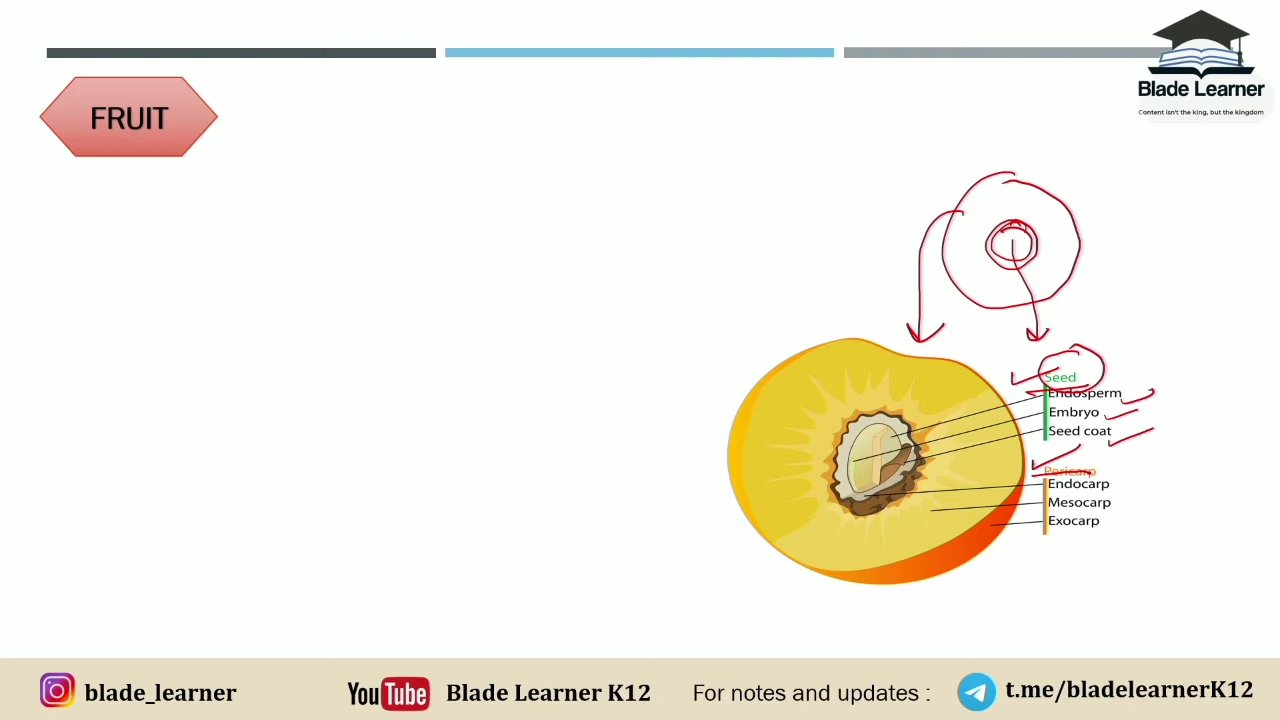 Blade Learner
Content isn't the king, but the kingdom
FRUIT
Seed
Endosperm
Embryo
Seed coat
Pericarp
Endocarp
Mesocarp
Exocarp
blade_learner
YouTube Blade Learner K12
For notes and updates :
t.me/bladelearnerK12